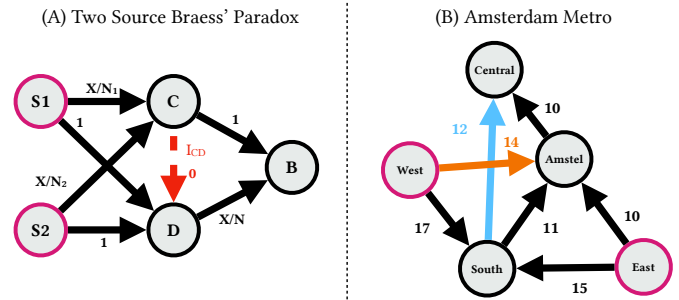 (A) Two Source Braess' Paradox
S1
X/N₁
C
1
1
I_CD
0
B
X/N₂
S2
1
D
X/N
(B) Amsterdam Metro
Central
12
10
14
West
Amstel
17
11
10
South
15
East